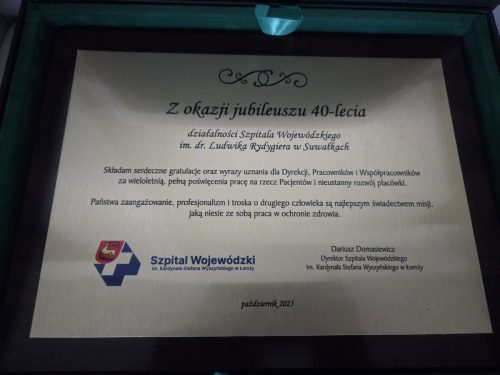 Z okazji jubileuszu 40-lecia
działalności Szpitala Wojewódzkiego
im. dr. Ludwika Rydygiera w Suwałkach
Składam serdeczne gratulacje oraz wyrazy uznania dla Dyrekcji, Pracowników i Współpracowników
za wieloletnią, pełną poświęcenia pracę na rzecz Pacjentów i nieustanny rozwój placówki.
Państwa zaangażowanie, profesjonalizm i troska o drugiego człowieka są najlepszym świadectwem misji,
jaką niesie ze sobą praca w ochronie zdrowia.
Szpital Wojewódzki
im. Kardynała Stefana Wyszyńskiego w Łomży
Dariusz Domasiewicz
Dyrektor Szpitala Wojewódzkiego
im. Kardynała Stefana Wyszyńskiego w Łomży
październik 2025